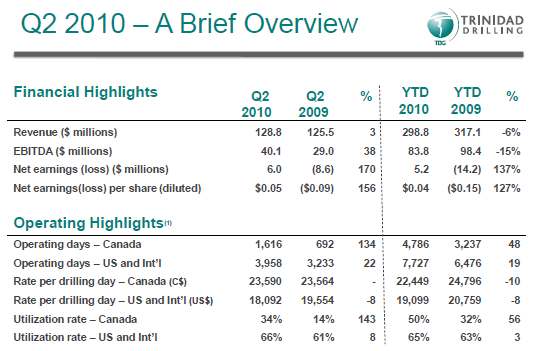 Q2 2010 – A Brief Overview
TRINIDAD
DRILLING
TDG
Financial Highlights Q2 2010 Q2 2009 % YTD 2010 YTD 2009 %
Revenue ($ millions) 128.8 125.5 3 298.8 317.1 -6%
EBITDA ($ millions) 40.1 29.0 38 83.8 98.4 -15%
Net earnings (loss) ($ millions) 6.0 (8.6) 170 5.2 (14.2) 137%
Net earnings(loss) per share (diluted) $0.05 ($0.09) 156 $0.04 ($0.15) 127%
Operating Highlights(1)
Operating days – Canada 1,616 692 134 4,786 3,237 48
Operating days – US and Int'l 3,958 3,233 22 7,727 6,476 19
Rate per drilling day – Canada (C$) 23,590 23,564 - 22,449 24,796 -10
Rate per drilling day – US and Int'l (US$) 18,092 19,554 -8 19,099 20,759 -8
Utilization rate – Canada 34% 14% 143 50% 32% 56
Utilization rate – US and Int'l 66% 61% 8 65% 63% 3